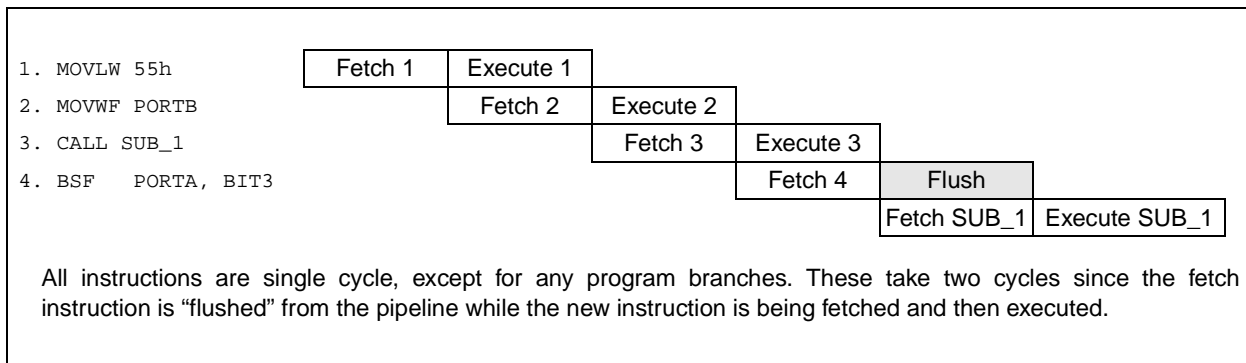 1. MOVLW 55h Fetch 1 Execute 1
2. MOVWF PORTB Fetch 2 Execute 2
3. CALL SUB_1 Fetch 3 Execute 3
4. BSF PORTA, BIT3 Fetch 4 Flush
Fetch SUB_1 Execute SUB_1
All instructions are single cycle, except for any program branches. These take two cycles since the fetch
instruction is “flushed” from the pipeline while the new instruction is being fetched and then executed.